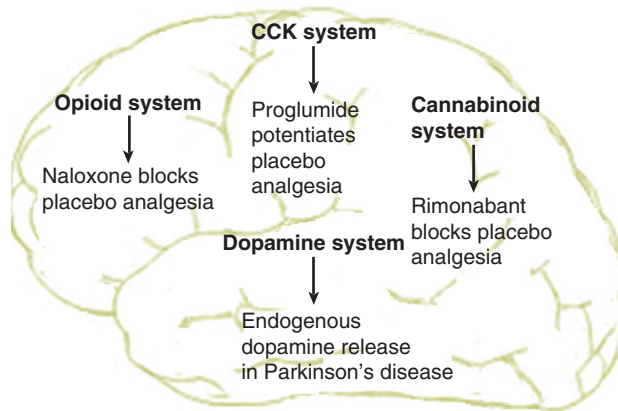 CCK system
Proglumide
potentiates
placebo
analgesia
Opioid system
Naloxone blocks
placebo analgesia
Cannabinoid
system
Rimonabant
blocks placebo
analgesia
Dopamine system
Endogenous
dopamine release
in Parkinson's disease